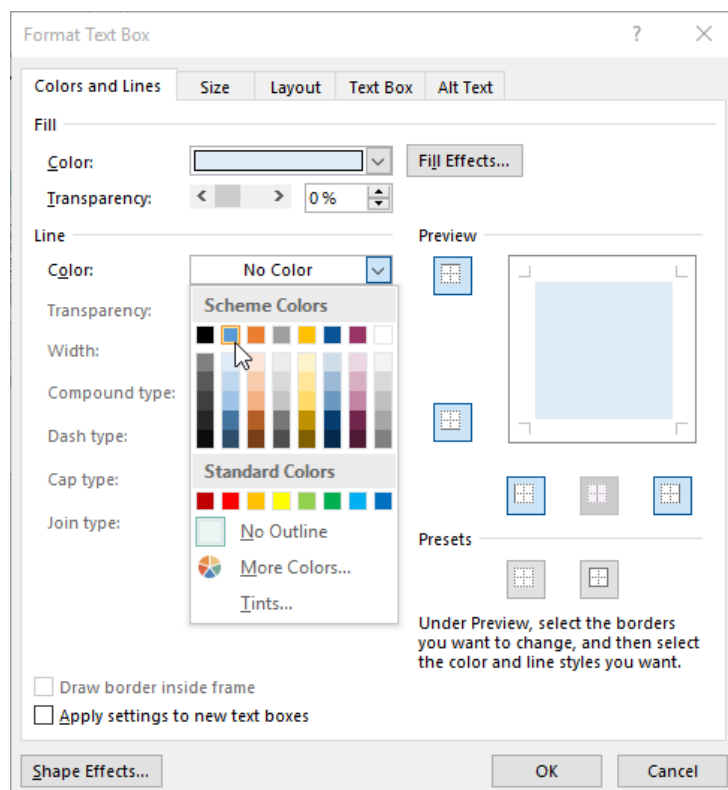 Format Text Box ?
Colors and Lines Size Layout Text Box Alt Text
Fill
Color: Fill Effects...
Transparency: 0 %
Line Preview
Color: No Color
Scheme Colors
Transparency:
Width:
Compound type:
Dash type:
Standard Colors
Cap type:
Join type:
No Outline
Presets
More Colors...
Tints...
Under Preview, select the borders
you want to change, and then select
the color and line styles you want.
Draw border inside frame
Apply settings to new text boxes
Shape Effects... OK Cancel